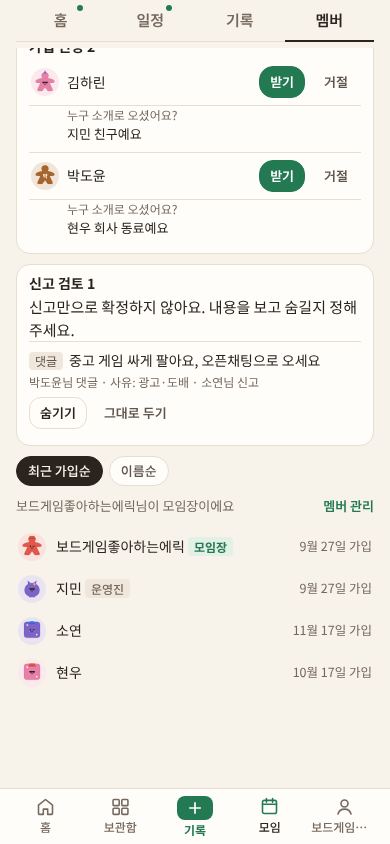 홈
일정
기록
멤버
가입 신청 2
김하린
받기
거절
누구 소개로 오셨어요?
지민 친구예요
박도윤
받기
거절
누구 소개로 오셨어요?
현우 회사 동료예요
신고 검토 1
신고만으로 확정하지 않아요. 내용을 보고 숨길지 정해
주세요.
댓글 중고 게임 싸게 팔아요, 오픈채팅으로 오세요
박도윤님 댓글 · 사유: 광고·도배 · 소연님 신고
숨기기
그대로 두기
최근 가입순
이름순
보드게임좋아하는에릭님이 모임장이에요
멤버 관리
보드게임좋아하는에릭 모임장
9월 27일 가입
지민 운영진
9월 27일 가입
소연
11월 17일 가입
현우
10월 17일 가입
홈
보관함
기록
모임
보드게임…